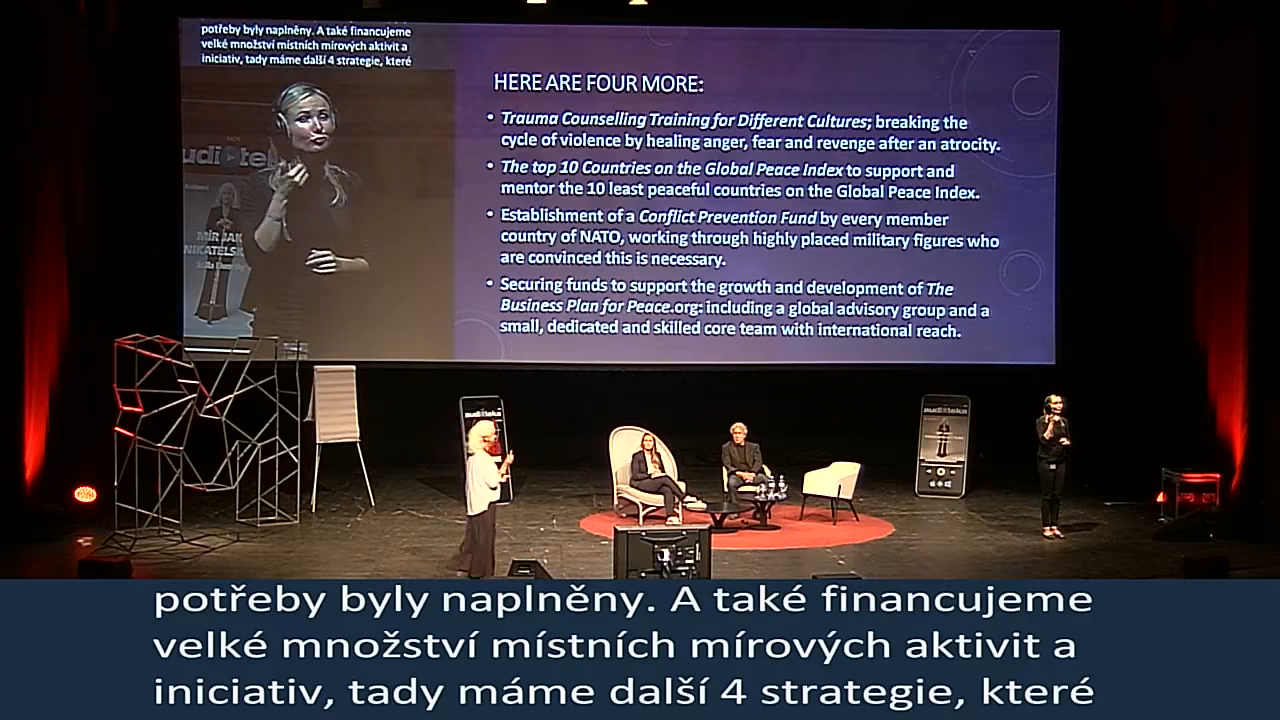 potřeby byly naplněny. A také financujeme
velké množství místních mírových aktivit a
iniciativ, tady máme další 4 strategie, které
HERE ARE FOUR MORE:
• Trauma Counselling Training for Different Cultures; breaking the
cycle of violence by healing anger, fear and revenge after an atrocity.
• The top 10 Countries on the Global Peace Index to support and
mentor the 10 least peaceful countries on the Global Peace Index.
• Establishment of a Conflict Prevention Fund by every member
country of NATO, working through highly placed military figures who
are convinced this is necessary.
• Securing funds to support the growth and development of The
Business Plan for Peace.org: including a global advisory group and a
small, dedicated and skilled core team with international reach.
audioteka
audioteka
potřeby byly naplněny. A také financujeme
velké množství místních mírových aktivit a
iniciativ, tady máme další 4 strategie, které